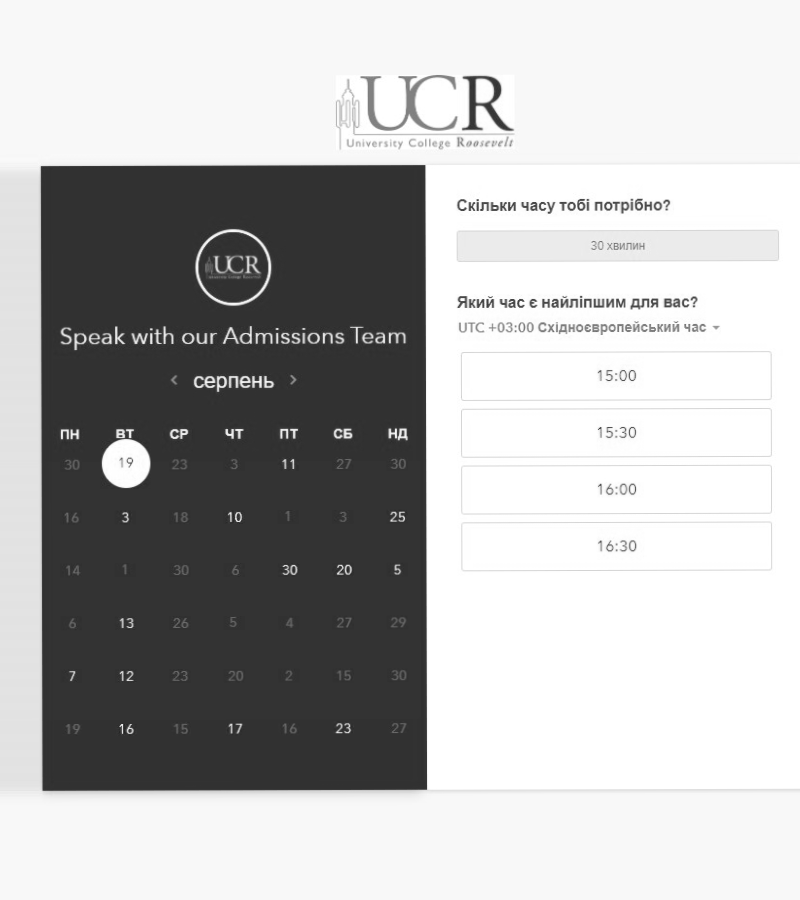 UCR
University College Roosevelt
UCR
Speak with our Admissions Team
серпень
ПН ВТ СР ЧТ ПТ СБ НД
30 19 23 3 11 27 30
16 3 18 10 1 3 25
14 1 30 6 30 20 5
6 13 26 5 4 27 29
7 12 23 20 2 15 30
19 16 15 17 16 23 27
Скільки часу тобі потрібно?
30 хвилин
Який час є найліпшим для вас?
UTC +03:00 Східноєвропейський час
15:00
15:30
16:00
16:30